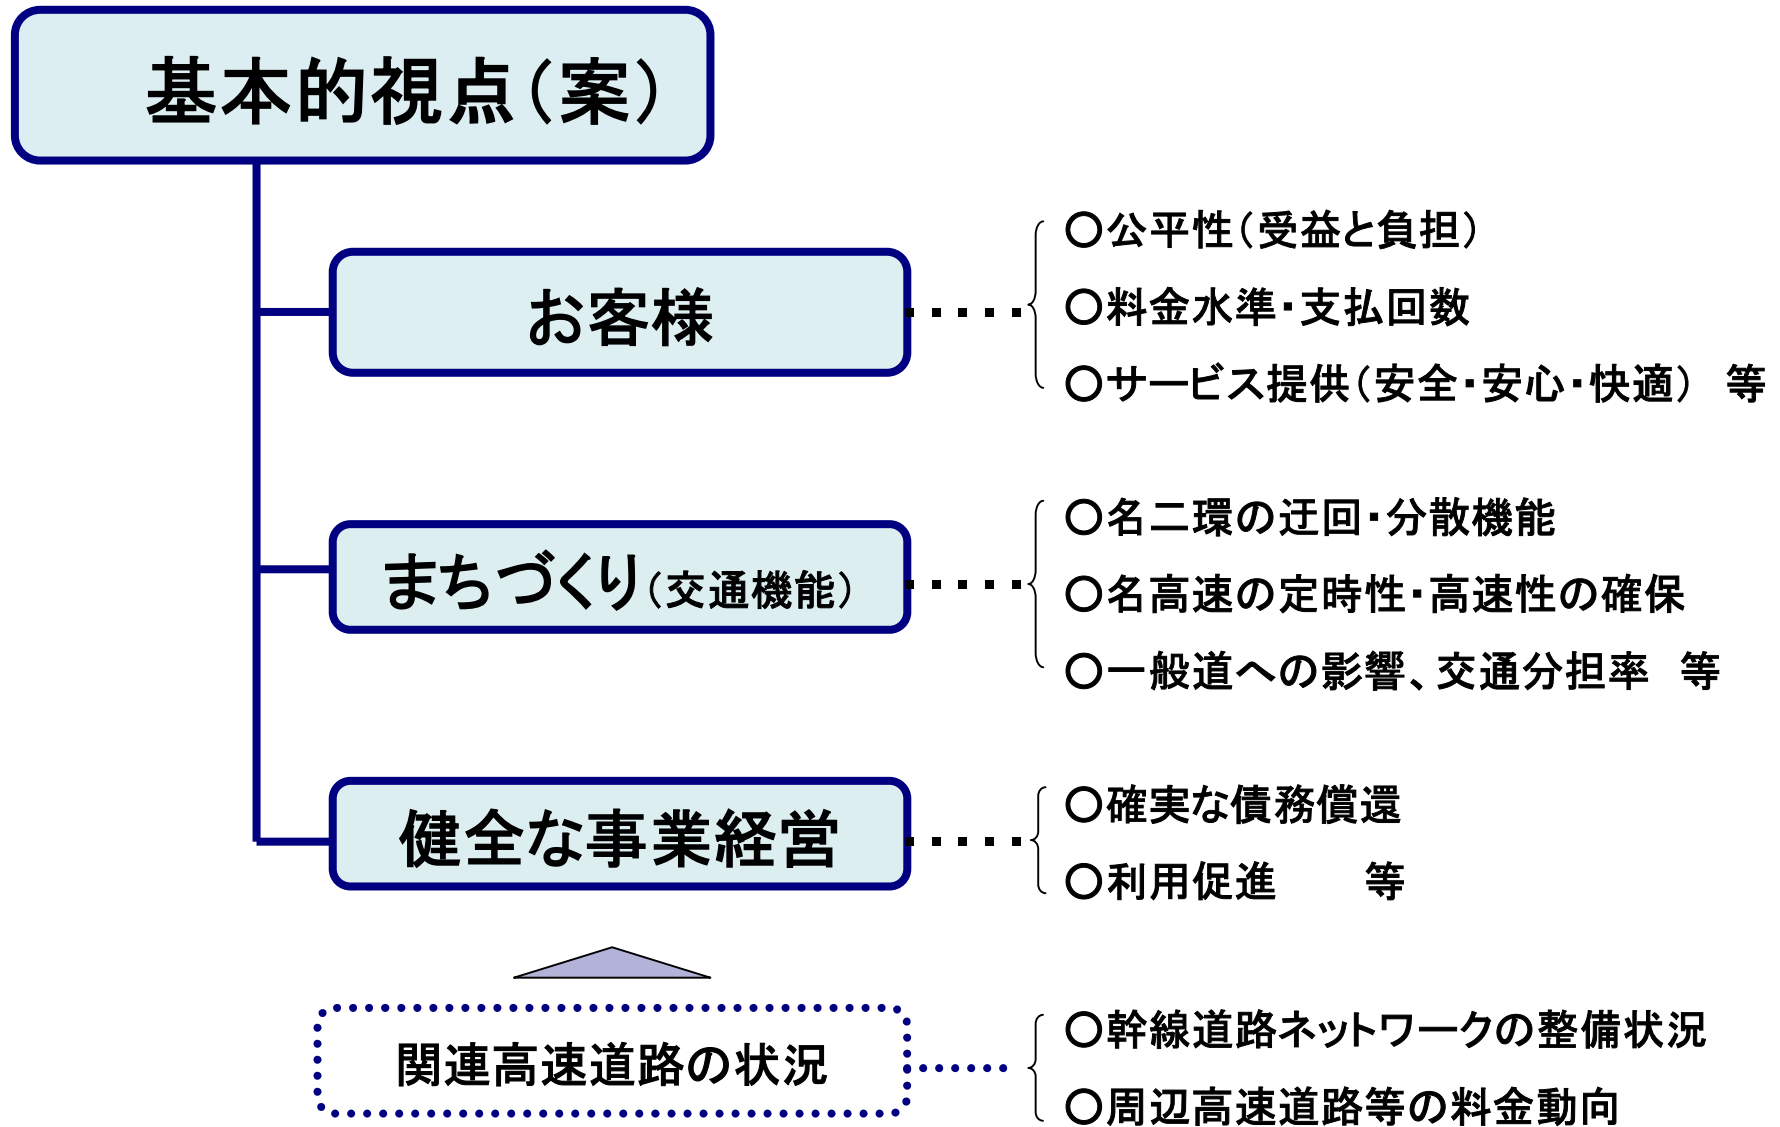 基本的視点（案）
お客様
○公平性（受益と負担）
○料金水準・支払回数
○サービス提供（安全・安心・快適）　等
まちづくり（交通機能）
○名二環の迂回・分散機能
○名高速の定時性・高速性の確保
○一般道への影響、交通分担率　等
健全な事業経営
○確実な債務償還
○利用促進　　等
関連高速道路の状況
○幹線道路ネットワークの整備状況
○周辺高速道路等の料金動向